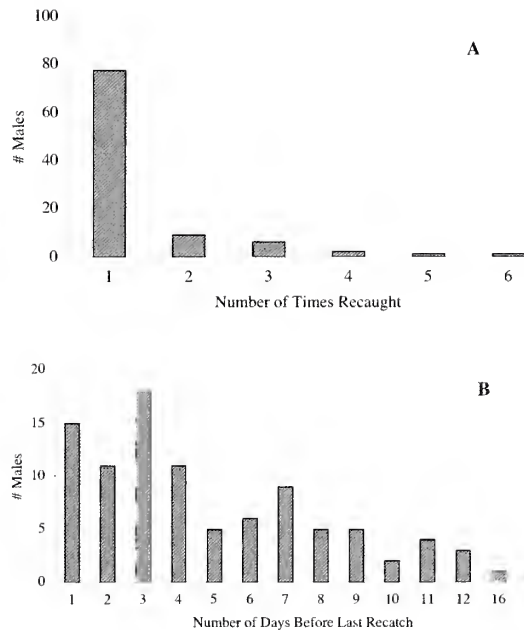 100
A
80
60
# Males
40
20
0
1 2 3 4 5 6
Number of Times Recaught
20
B
15
# Males
10
5
0
1 2 3 4 5 6 7 8 9 10 11 12 16
Number of Days Before Last Recatch